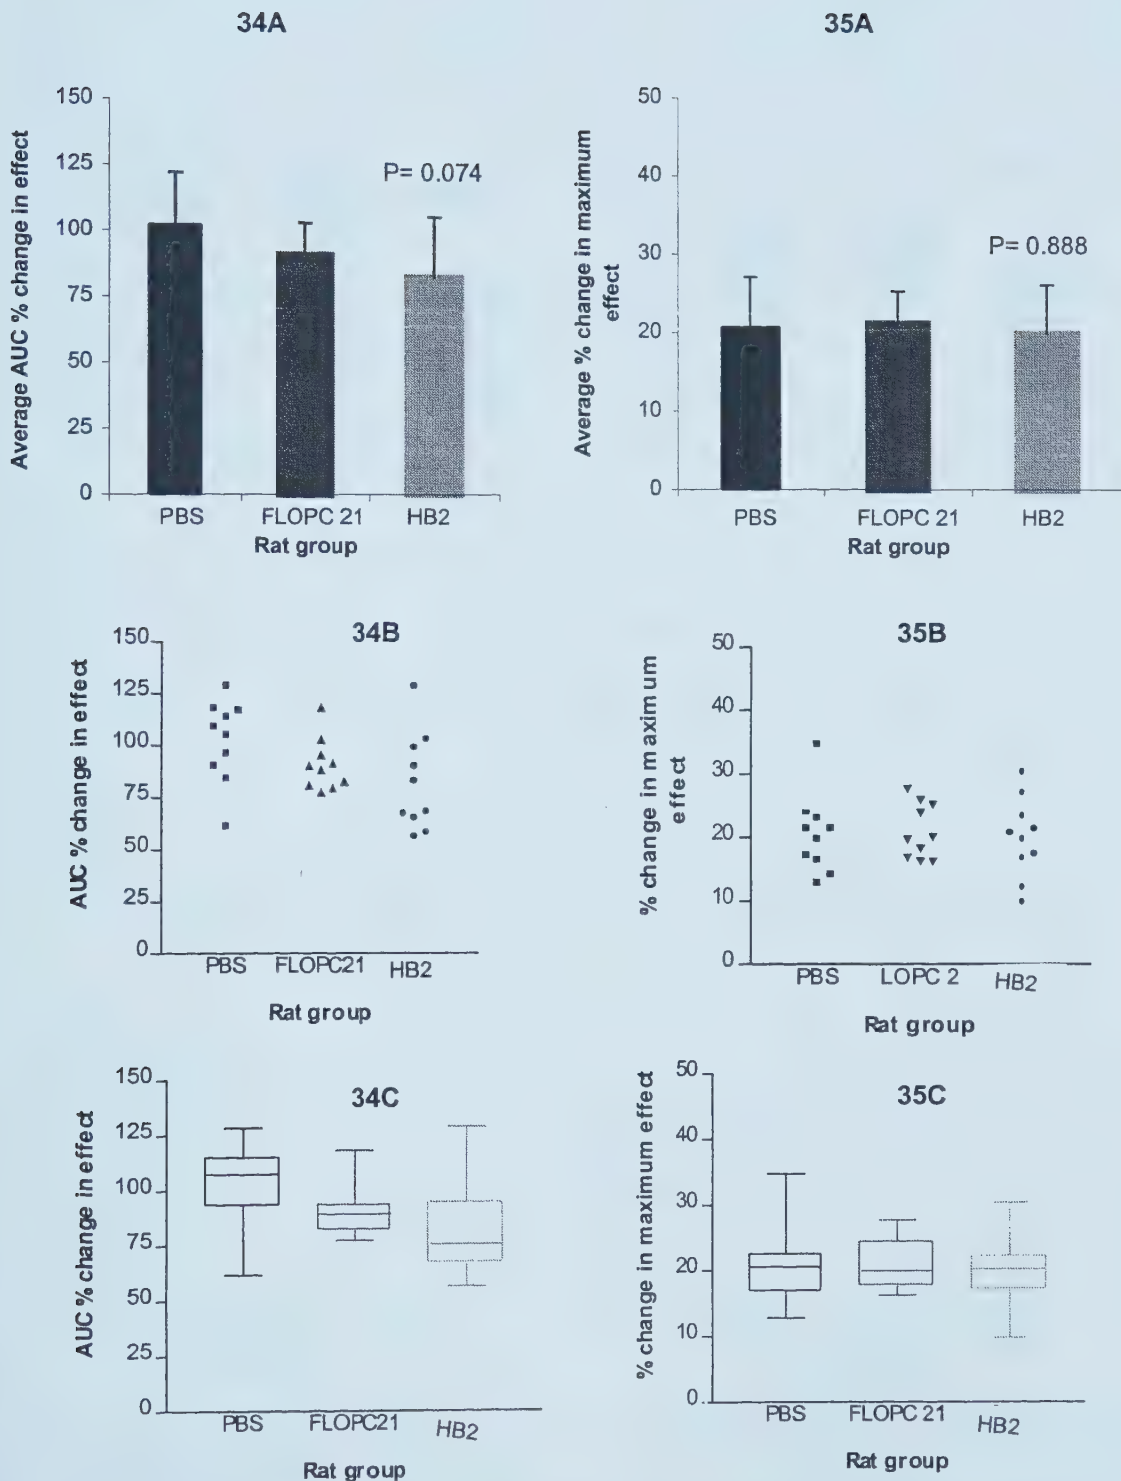 34A
Average AUC % change in effect
150
125
100
75
50
25
0
P= 0.074
PBS FLOPC 21 HB2
Rat group
35A
Average % change in maximum
effect
50
40
30
20
10
0
P= 0.888
PBS FLOPC 21 HB2
Rat group
34B
AUC % change in effect
150
125
100
75
50
25
0
PBS FLOPC21 HB2
Rat group
35B
% change in maximum
effect
50
40
30
20
10
0
PBS LOPC 2 HB2
Rat group
34C
AUC % change in effect
150
125
100
75
50
25
0
PBS FLOPC21 HB2
Rat group
35C
% change in maximum effect
50
40
30
20
10
0
PBS FLOPC 21 HB2
Rat group